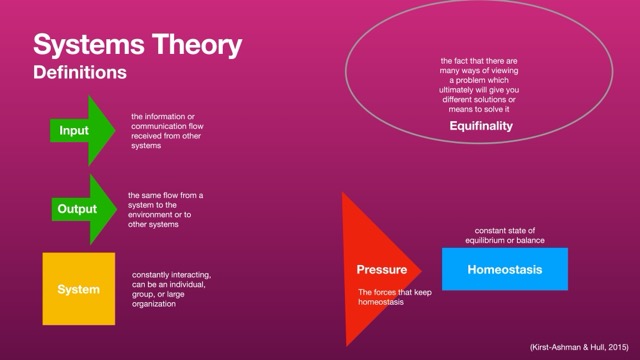 Systems Theory
Definitions
Input
the information or
communication flow
received from other
systems
Output
the same flow from a
system to the
environment or to
other systems
System
constantly interacting,
can be an individual,
group, or large
organization
the fact that there are
many ways of viewing
a problem which
ultimately will give you
different solutions or
means to solve it
Equifinality
Pressure
The forces that keep
homeostasis
constant state of
equilibrium or balance
Homeostasis
(Kirst-Ashman & Hull, 2015)